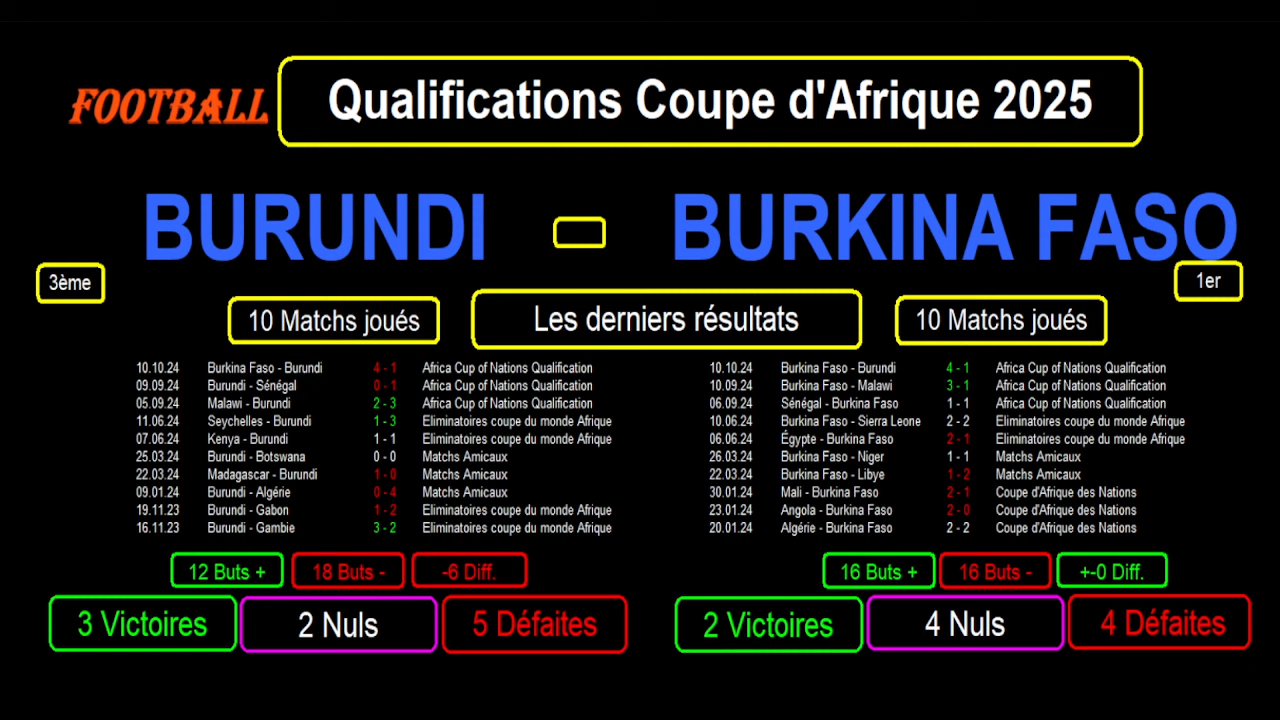 FOOTBALL Qualifications Coupe d'Afrique 2025
BURUNDI BURKINA FASO
3ème 1er
10 Matchs joués Les derniers résultats 10 Matchs joués
10.10.24 Burkina Faso - Burundi 4 - 1 Africa Cup of Nations Qualification
09.09.24 Burundi - Sénégal 0 - 1 Africa Cup of Nations Qualification
05.09.24 Malawi - Burundi 2 - 3 Africa Cup of Nations Qualification
11.06.24 Seychelles - Burundi 1 - 3 Eliminatoires coupe du monde Afrique
07.06.24 Kenya - Burundi 1 - 1 Eliminatoires coupe du monde Afrique
25.03.24 Burundi - Botswana 0 - 0 Matchs Amicaux
22.03.24 Madagascar - Burundi 1 - 0 Matchs Amicaux
09.01.24 Burundi - Algérie 0 - 4 Matchs Amicaux
19.11.23 Burundi - Gabon 1 - 2 Eliminatoires coupe du monde Afrique
16.11.23 Burundi - Gambie 3 - 2 Eliminatoires coupe du monde Afrique
10.10.24 Burkina Faso - Burundi 4 - 1 Africa Cup of Nations Qualification
10.09.24 Burkina Faso - Malawi 3 - 1 Africa Cup of Nations Qualification
06.09.24 Sénégal - Burkina Faso 1 - 1 Africa Cup of Nations Qualification
10.06.24 Burkina Faso - Sierra Leone 2 - 2 Eliminatoires coupe du monde Afrique
06.06.24 Égypte - Burkina Faso 2 - 1 Eliminatoires coupe du monde Afrique
26.03.24 Burkina Faso - Niger 1 - 1 Matchs Amicaux
22.03.24 Burkina Faso - Libye 1 - 2 Matchs Amicaux
30.01.24 Mali - Burkina Faso 2 - 1 Coupe d'Afrique des Nations
23.01.24 Angola - Burkina Faso 2 - 0 Coupe d'Afrique des Nations
20.01.24 Algérie - Burkina Faso 2 - 2 Coupe d'Afrique des Nations
12 Buts + 18 Buts - -6 Diff. 16 Buts + 16 Buts - +-0 Diff.
3 Victoires 2 Nuls 5 Défaites 2 Victoires 4 Nuls 4 Défaites